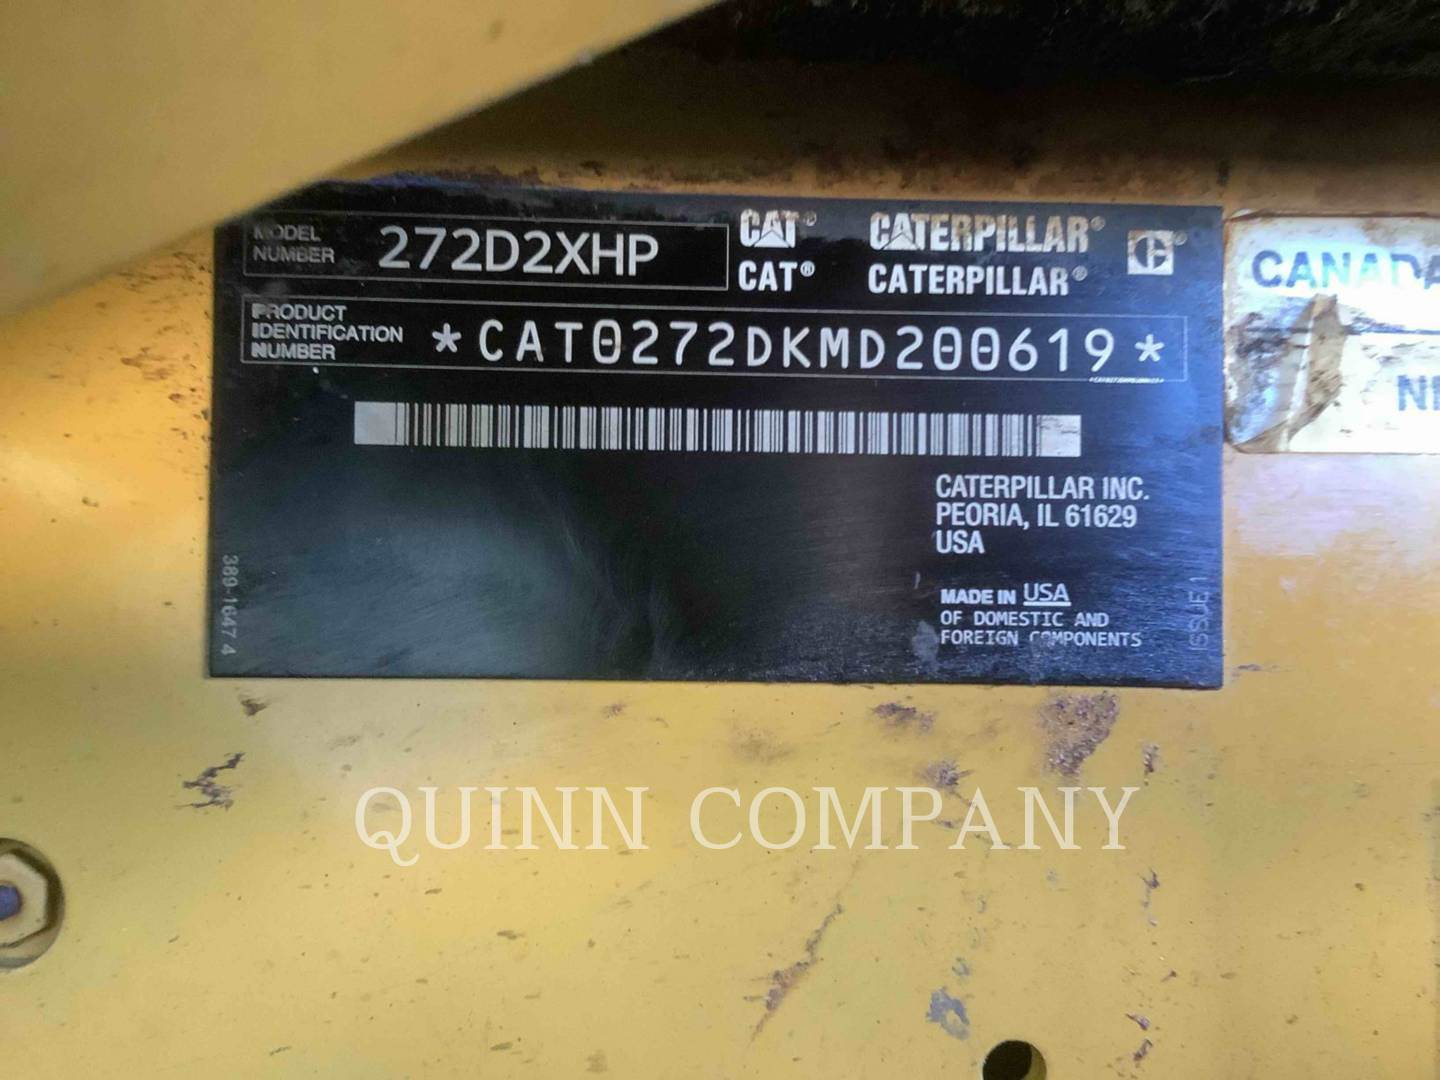 MODEL
NUMBER
272D2XHP
CAT® CATERPILLAR®
CAT® CATERPILLAR®
PRODUCT
IDENTIFICATION
NUMBER
*CAT0272DKMD200619*
CATERPILLAR INC.
PEORIA, IL 61629
USA
MADE IN USA
OF DOMESTIC AND
FOREIGN COMPONENTS
389-1647 4
ISSUE 1
CANADA
QUINN COMPANY